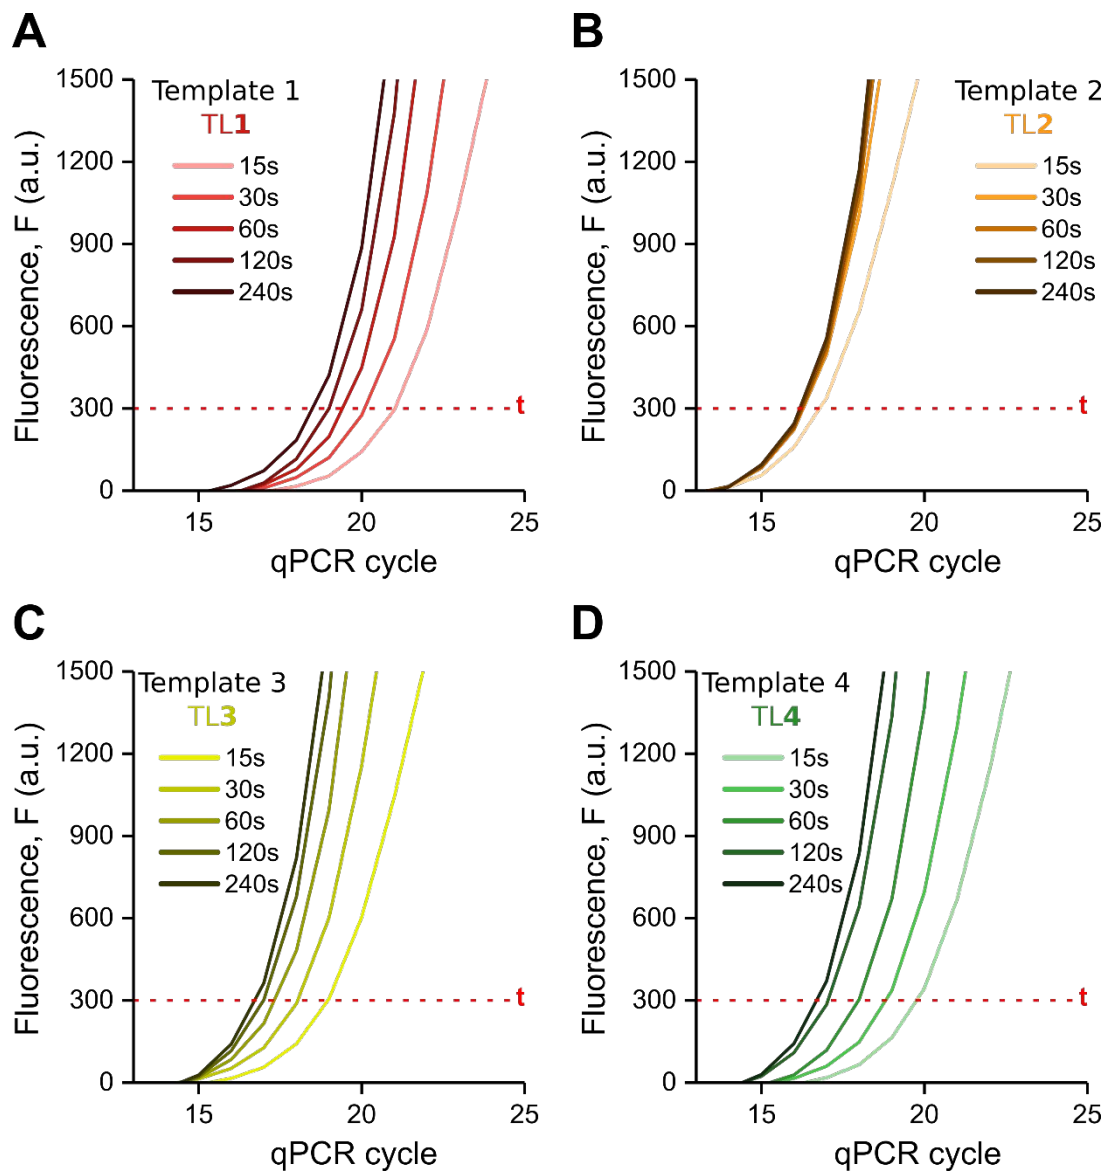 A
Template 1
TL1
15s
30s
60s
120s
240s
1500
1200
900
600
300
0
Fluorescence, F (a.u.)
t
15
20
25
qPCR cycle
B
Template 2
TL2
15s
30s
60s
120s
240s
1500
1200
900
600
300
0
Fluorescence, F (a.u.)
t
15
20
25
qPCR cycle
C
Template 3
TL3
15s
30s
60s
120s
240s
1500
1200
900
600
300
0
Fluorescence, F (a.u.)
t
15
20
25
qPCR cycle
D
Template 4
TL4
15s
30s
60s
120s
240s
1500
1200
900
600
300
0
Fluorescence, F (a.u.)
t
15
20
25
qPCR cycle